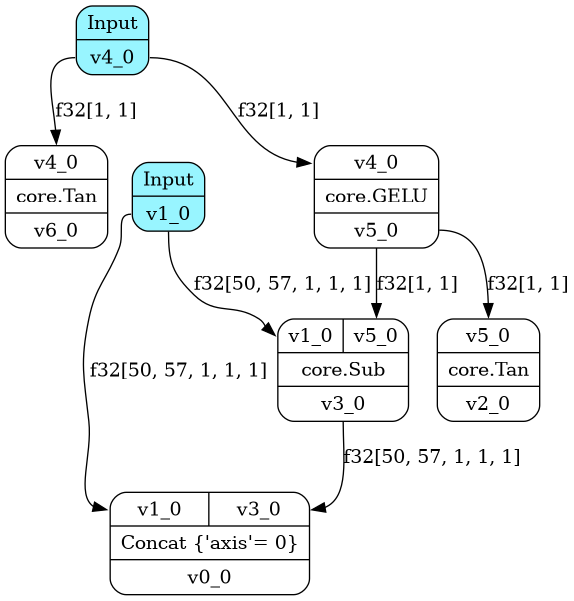 Input
v4_0
f32[1, 1]
f32[1, 1]
v4_0
core.Tan
v6_0
Input
v1_0
v4_0
core.GELU
v5_0
f32[50, 57, 1, 1, 1]
f32[1, 1]
f32[1, 1]
v1_0 v5_0
core.Sub
v3_0
v5_0
core.Tan
v2_0
f32[50, 57, 1, 1, 1]
f32[50, 57, 1, 1, 1]
v1_0 v3_0
Concat {'axis'= 0}
v0_0